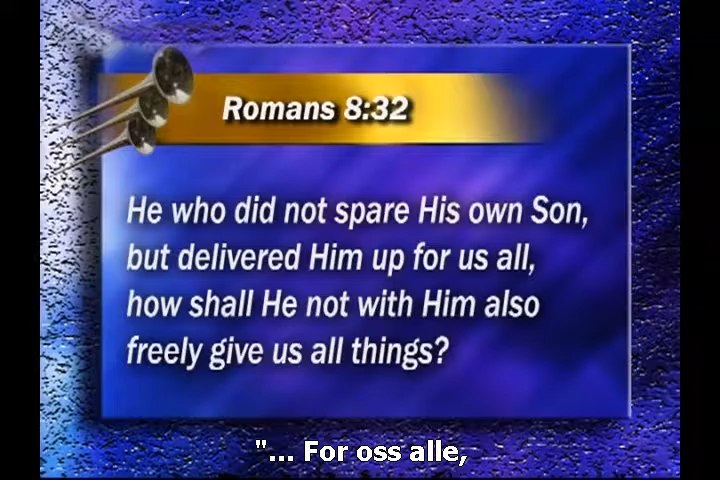 Romans 8:32
He who did not spare His own Son,
but delivered Him up for us all,
how shall He not with Him also
freely give us all things?
"... For oss alle,